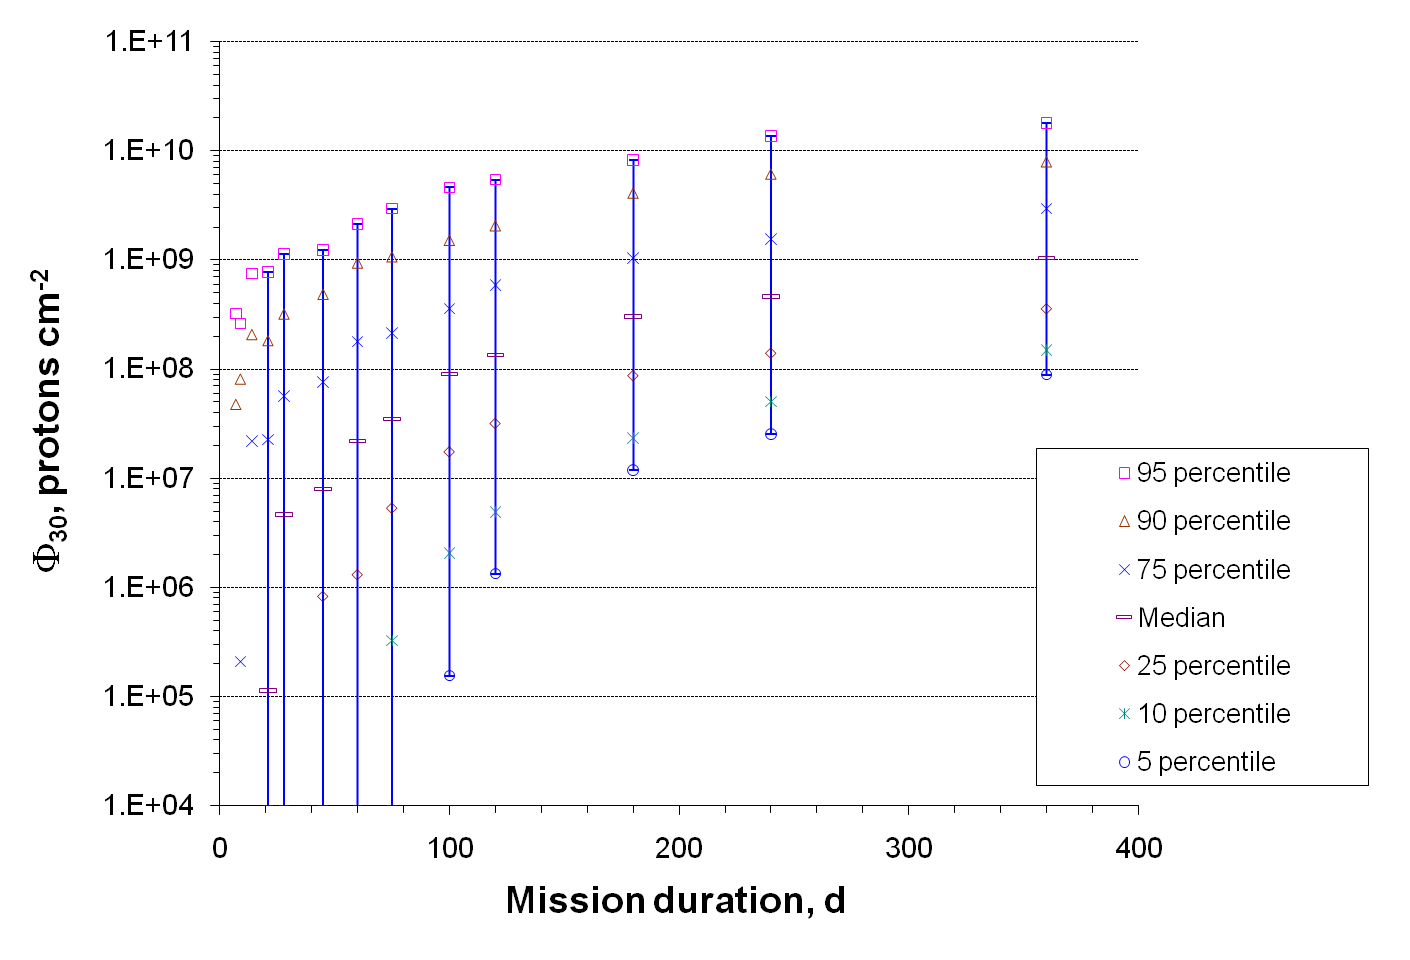 1.E+11
1.E+10
1.E+09
1.E+08
1.E+07
1.E+06
1.E+05
1.E+04
0
100
200
300
400
Φ30, protons cm-2
Mission duration, d
95 percentile
90 percentile
75 percentile
Median
25 percentile
10 percentile
5 percentile